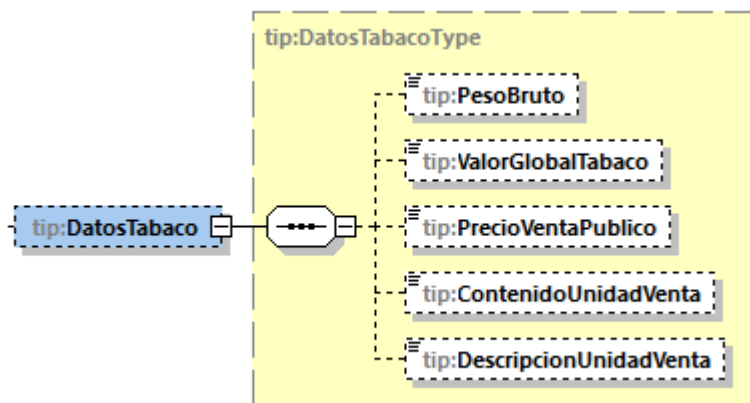 tip:DatosTabacoType
tip:PesoBruto
tip:ValorGlobalTabaco
tip:DatosTabaco
tip:PrecioVentaPublico
tip:ContenidoUnidadVenta
tip:DescripcionUnidadVenta